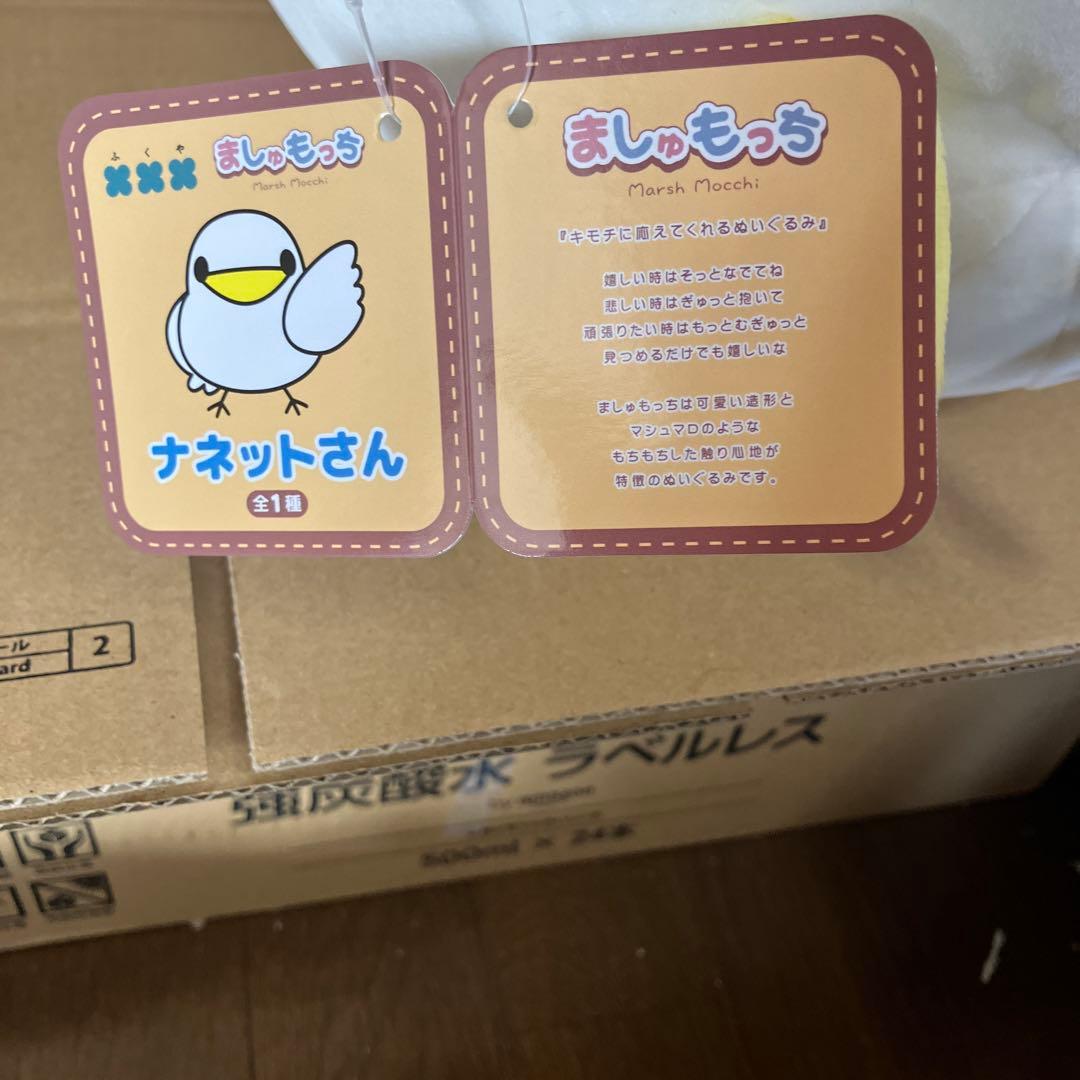 ふくや
ましゅもっち
Marsh Mocchi
ナネットさん
全1種
ましゅもっち
Marsh Mocchi
『キモチに応えてくれるぬいぐるみ』
嬉しい時はそっとなでてね
悲しい時はぎゅっと抱いて
頑張りたい時はもっとむぎゅっと
見つめるだけでも嬉しいな
ましゅもっちは可愛い造形と
マシュマロのような
もちもちした触り心地が
特徴のぬいぐるみです。
ール
ard
2
強炭酸水 ラベルレス
500ml × 24本